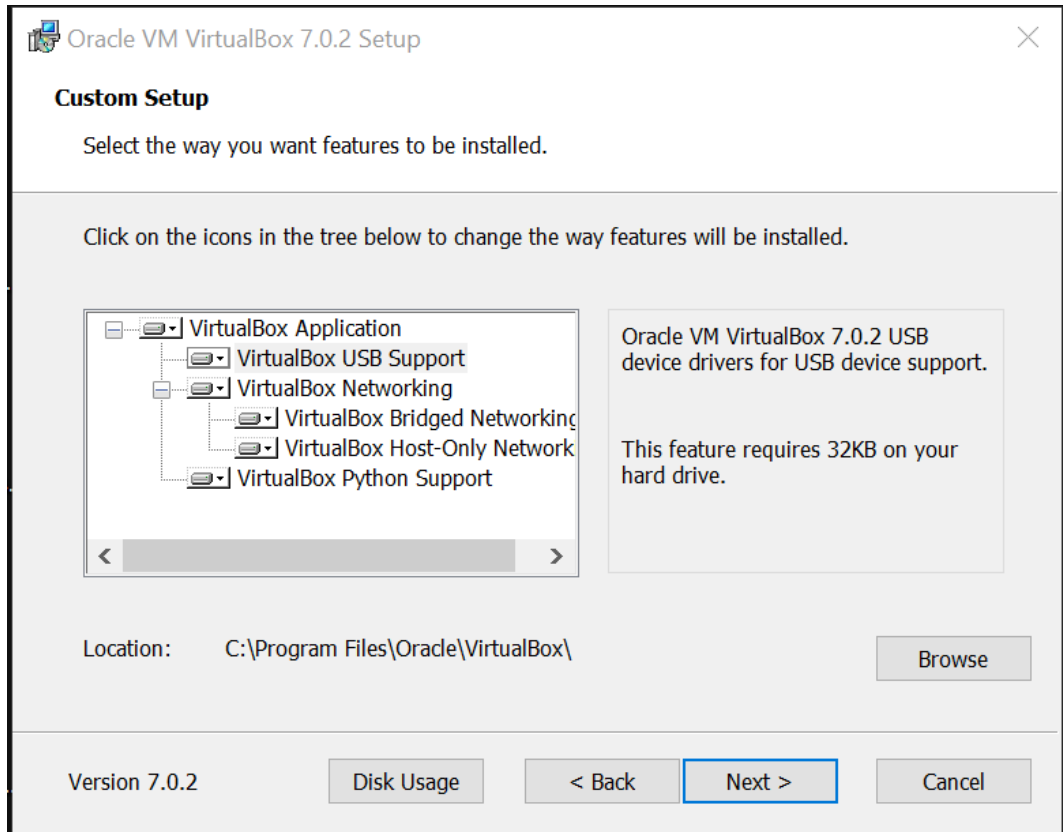 Oracle VM VirtualBox 7.0.2 Setup
Custom Setup
Select the way you want features to be installed.
Click on the icons in the tree below to change the way features will be installed.
VirtualBox Application
VirtualBox USB Support
VirtualBox Networking
VirtualBox Bridged Networking
VirtualBox Host-Only Network
VirtualBox Python Support
Oracle VM VirtualBox 7.0.2 USB
device drivers for USB device support.
This feature requires 32KB on your
hard drive.
Location: C:\Program Files\Oracle\VirtualBox\
Browse
Version 7.0.2
Disk Usage
< Back
Next >
Cancel